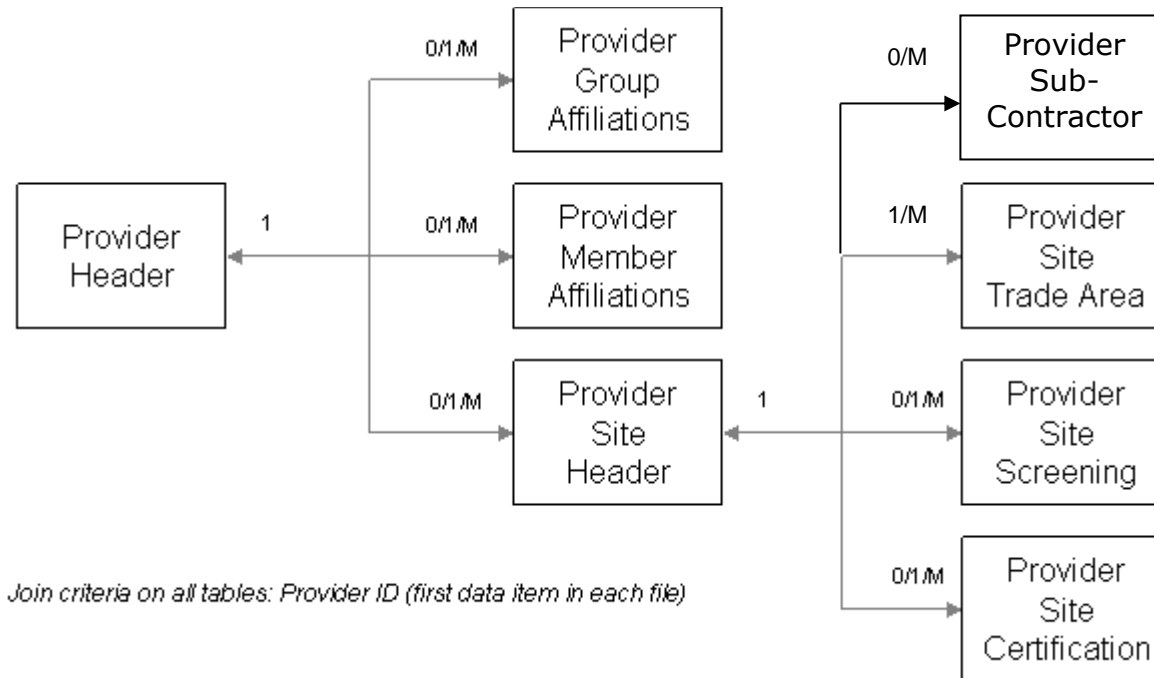 Provider
Header
1
0/1/M
Provider
Group
Affiliations
0/1/M
Provider
Member
Affiliations
0/1/M
Provider
Site
Header
1
0/M
Provider
Sub-
Contractor
1/M
Provider
Site
Trade Area
0/1/M
Provider
Site
Screening
0/1/M
Provider
Site
Certification
Join criteria on all tables: Provider ID (first data item in each file)